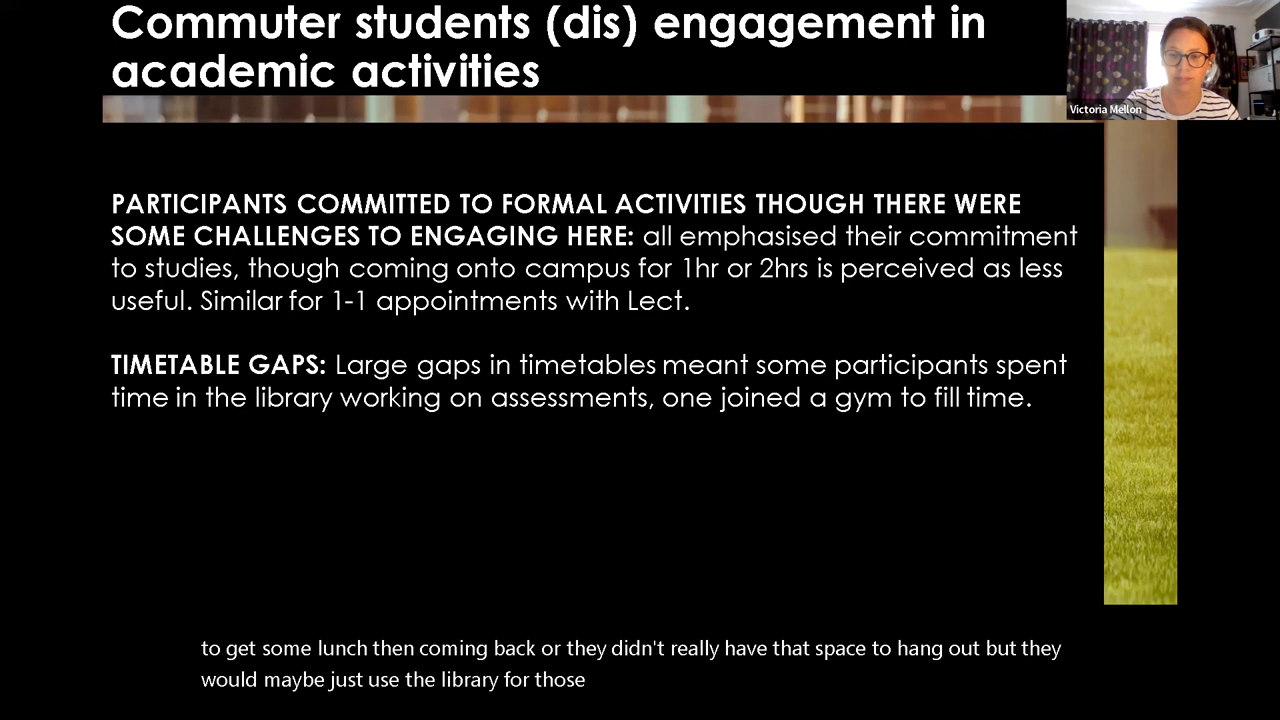 Commuter students (dis) engagement in
academic activities
Victoria Mellon
PARTICIPANTS COMMITTED TO FORMAL ACTIVITIES THOUGH THERE WERE
SOME CHALLENGES TO ENGAGING HERE: all emphasised their commitment
to studies, though coming onto campus for 1hr or 2hrs is perceived as less
useful. Similar for 1-1 appointments with Lect.
TIMETABLE GAPS: Large gaps in timetables meant some participants spent
time in the library working on assessments, one joined a gym to fill time.
to get some lunch then coming back or they didn't really have that space to hang out but they
would maybe just use the library for those